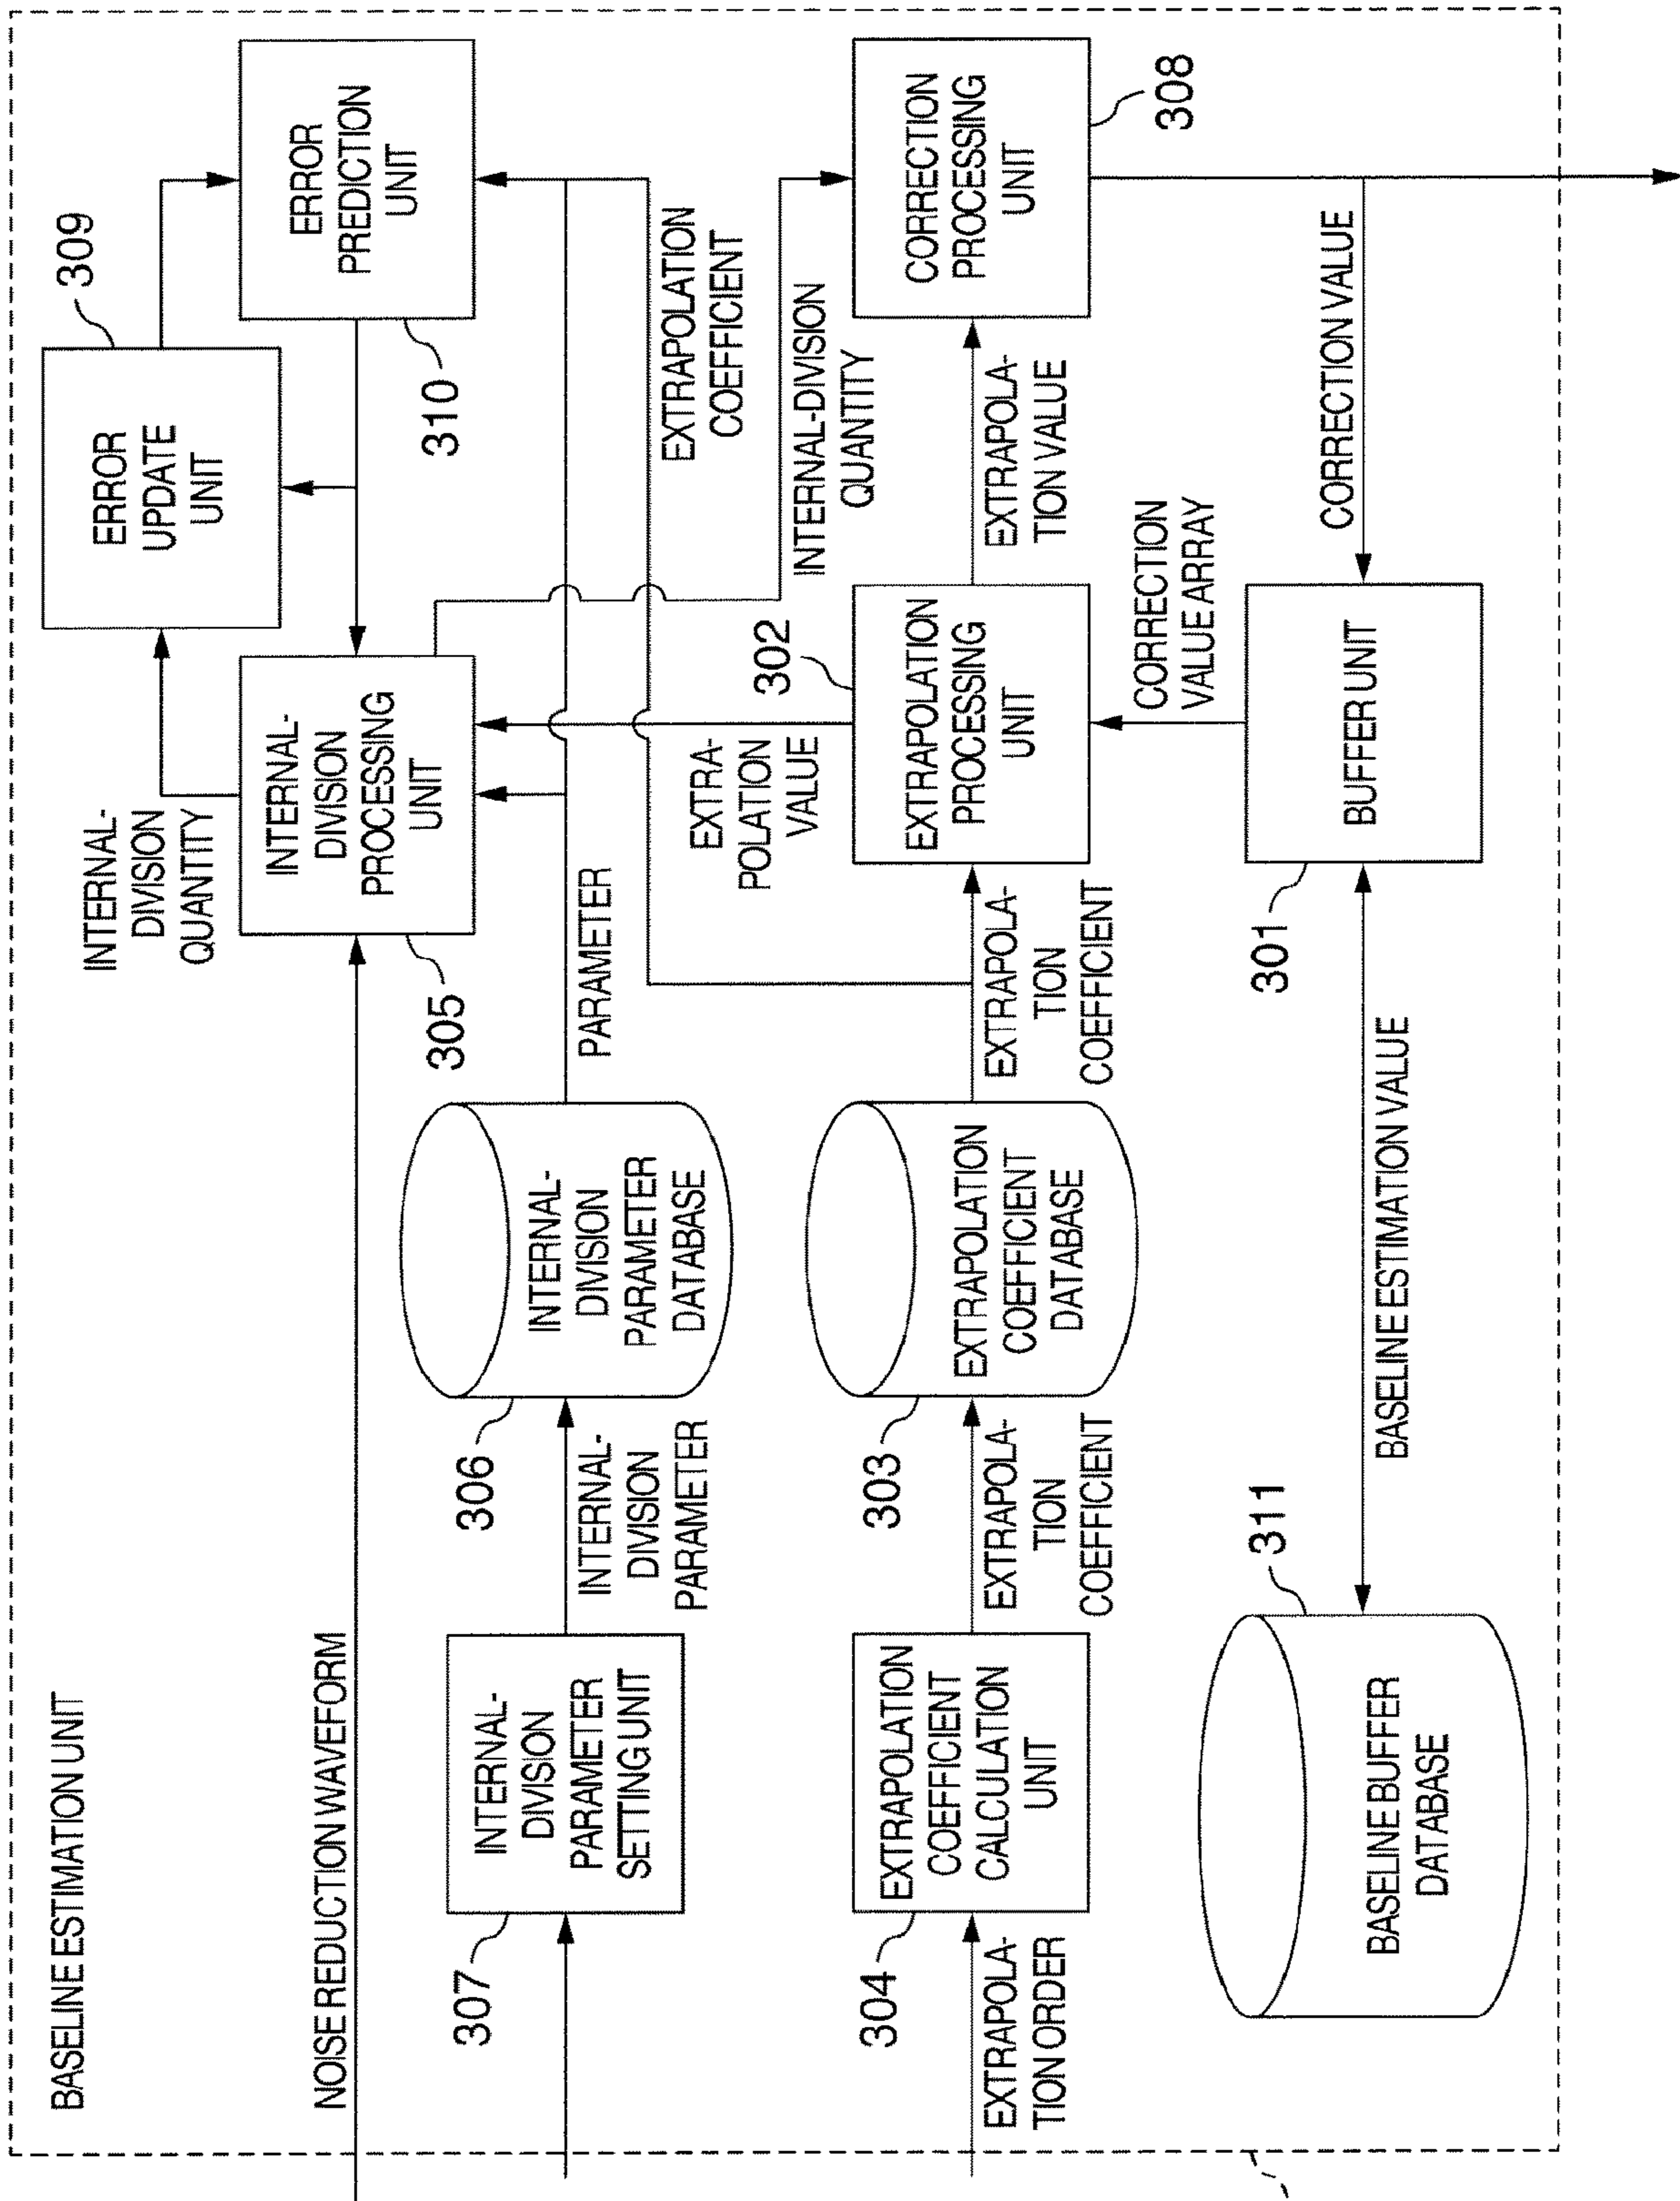 BASELINE ESTIMATION UNIT
NOISE REDUCTION WAVEFORM
INTERNAL-
DIVISION
QUANTITY
309
ERROR
UPDATE
UNIT
ERROR
PREDICTION
UNIT
310
INTERNAL-
DIVISION
PROCESSING
UNIT
305
307
INTERNAL-
DIVISION
PARAMETER
SETTING UNIT
INTERNAL-
DIVISION
PARAMETER
306
INTERNAL-
DIVISION
PARAMETER
DATABASE
PARAMETER
EXTRAPOLATION
COEFFICIENT
EXTRA-
POLATION
VALUE
302
INTERNAL-DIVISION
QUANTITY
EXTRAPOLA-
TION ORDER
304
EXTRAPOLATION
COEFFICIENT
CALCULATION
UNIT
EXTRAPOLA-
TION
COEFFICIENT
303
EXTRAPOLATION
COEFFICIENT
DATABASE
EXTRAPOLA-
TION
COEFFICIENT
EXTRAPOLATION
PROCESSING
UNIT
EXTRAPOLA-
TION VALUE
CORRECTION
PROCESSING
UNIT
308
CORRECTION
VALUE ARRAY
311
BASELINE BUFFER
DATABASE
BASELINE ESTIMATION VALUE
301
BUFFER UNIT
CORRECTION VALUE